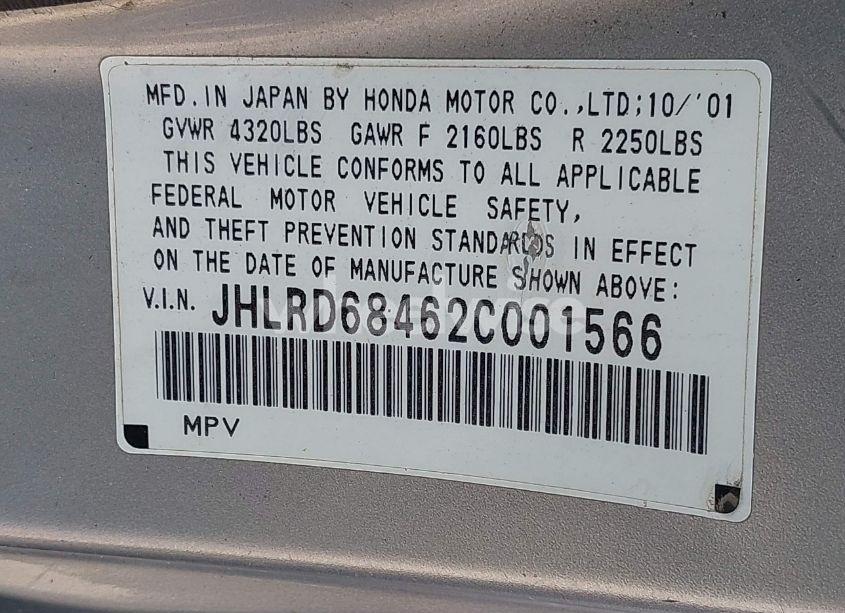 MFD.IN JAPAN BY HONDA MOTOR CO.,LTD;10/'01
GVWR 4320LBS GAWR F 2160LBS R 2250LBS
THIS VEHICLE CONFORMS TO ALL APPLICABLE
FEDERAL MOTOR VEHICLE SAFETY,
AND THEFT PREVENTION STANDARDS IN EFFECT
ON THE DATE OF MANUFACTURE SHOWN ABOVE:
V.I.N. JHLRD68462C001566
MPV